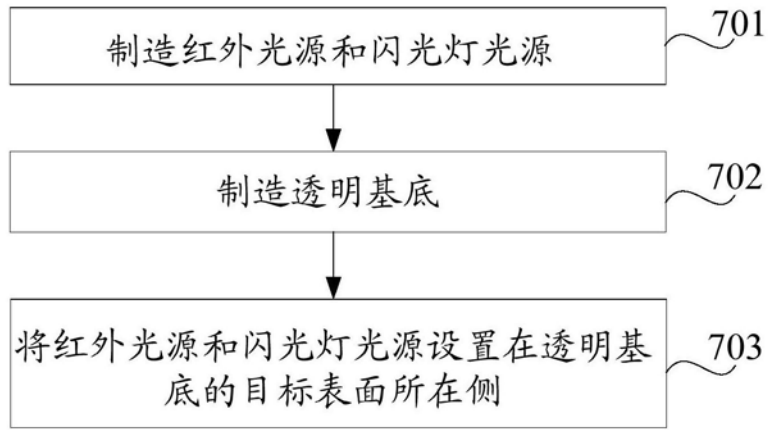 制造红外光源和闪光灯光源
701
制造透明基底
702
将红外光源和闪光灯光源设置在透明基
底的目标表面所在侧
703